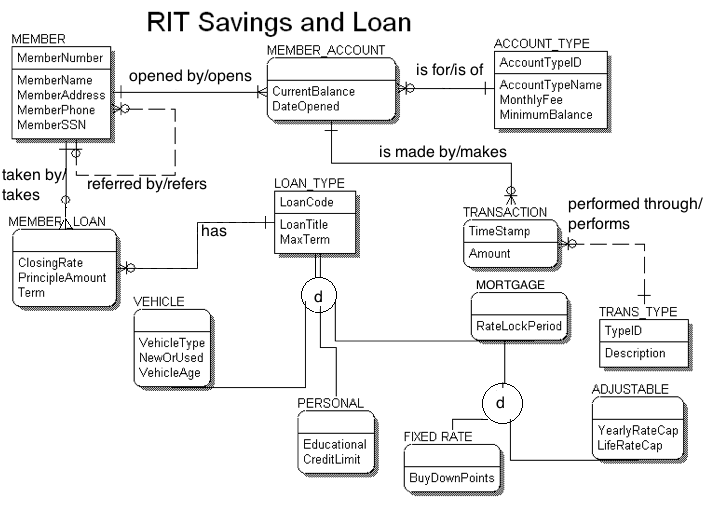 RIT Savings and Loan
MEMBER
MemberNumber
MemberName
MemberAddress
MemberPhone
MemberSSN
opened by/opens
MEMBER_ACCOUNT
CurrentBalance
DateOpened
is for/is of
ACCOUNT_TYPE
AccountTypeID
AccountTypeName
MonthlyFee
MinimumBalance
taken by/
takes
referred by/refers
is made by/makes
MEMBER_LOAN
ClosingRate
PrincipleAmount
Term
has
LOAN_TYPE
LoanCode
LoanTitle
MaxTerm
TRANSACTION
TimeStamp
Amount
performed through/
performs
TRANS_TYPE
TypeID
Description
d
VEHICLE
VehicleType
NewOrUsed
VehicleAge
MORTGAGE
RateLockPeriod
PERSONAL
Educational
CreditLimit
d
FIXED RATE
BuyDownPoints
ADJUSTABLE
YearlyRateCap
LifeRateCap